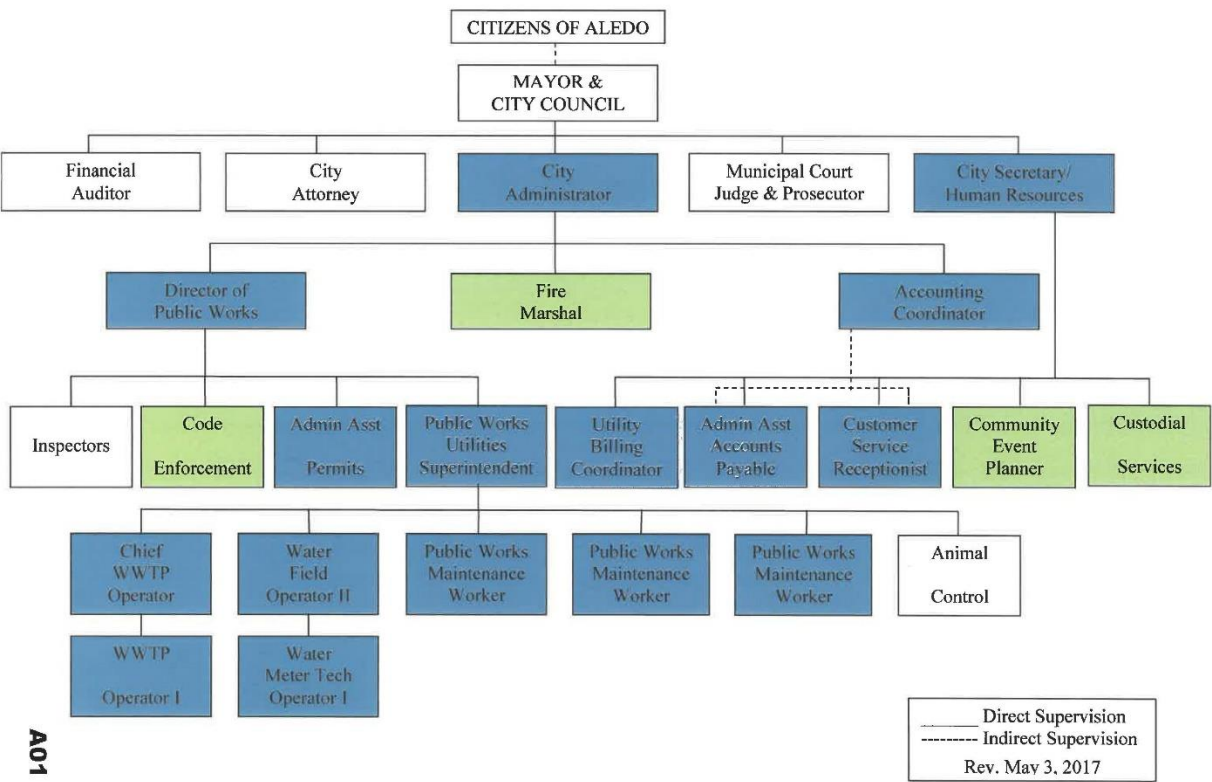 CITIZENS OF ALEDO
MAYOR &
CITY COUNCIL
Financial
Auditor
City
Attorney
City
Administrator
Municipal Court
Judge & Prosecutor
City Secretary/
Human Resources
Director of
Public Works
Fire
Marshal
Accounting
Coordinator
Inspectors
Code
Enforcement
Admin Asst
Permits
Public Works
Utilities
Superintendent
Utility
Billing
Coordinator
Admin Asst
Accounts
Payable
Customer
Service
Receptionist
Community
Event
Planner
Custodial
Services
Chief
WWTP
Operator
Water
Field
Operator II
Public Works
Maintenance
Worker
Public Works
Maintenance
Worker
Public Works
Maintenance
Worker
Animal
Control
WWTP
Operator I
Water
Meter Tech
Operator I
Direct Supervision
Indirect Supervision
Rev. May 3, 2017
A01